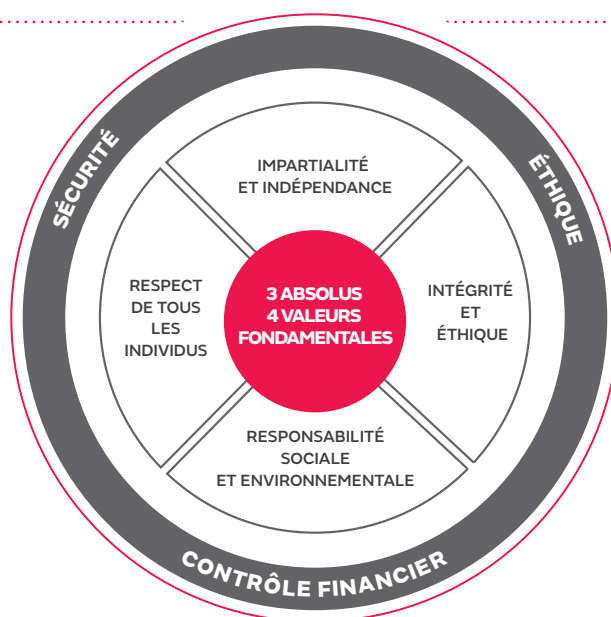 SÉCURITÉ
ÉTHIQUE
IMPARTIALITÉ
ET INDÉPENDANCE
RESPECT
DE TOUS
LES
INDIVIDUS
3 ABSOLUS
4 VALEURS
FONDAMENTALES
INTÉGRITÉ
ET
ÉTHIQUE
RESPONSABILITÉ
SOCIALE
ET ENVIRONNEMENTALE
CONTRÔLE FINANCIER